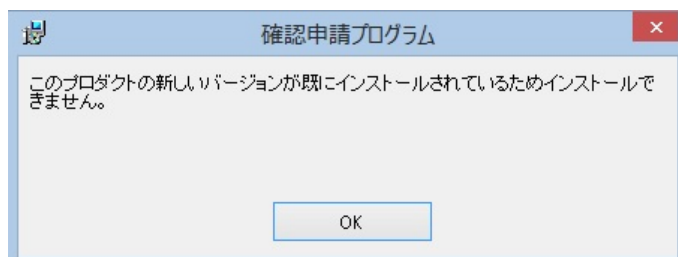 確認申請プログラム
このプロダクトの新しいバージョンが既にインストールされているためインストールで
きません。
OK